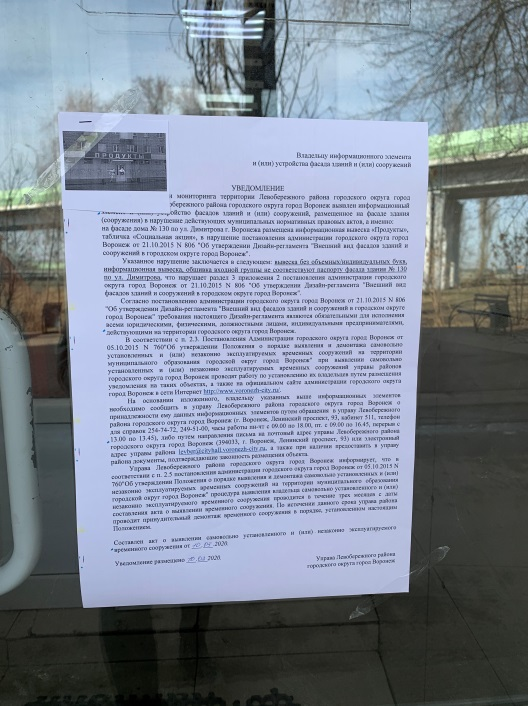 ПРОДУКТЫ
Владельцу информационного элемента
и (или) устройства фасада зданий и (или) сооружений
УВЕДОМЛЕНИЕ
мониторинга территории Левобережного района городского округа город
бережного района городского округа город Воронеж выявлен информационный
ройство фасадов зданий и (или) сооружений, размещенное на фасаде здания
(сооружения) в нарушение действующих муниципальных нормативных правовых актов, а именно:
на фасаде дома № 130 по ул. Димитрова г. Воронежа размещена информационная вывеска «Продукты»,
табличка «Социальная акция», в нарушение постановления администрации городского округа город
Воронеж от 21.10.2015 N 806 "Об утверждении Дизайн-регламента "Внешний вид фасадов зданий и
сооружений в городском округе город Воронеж".
Указанное нарушение заключается в следующем: вывеска без объемных/индивидуальных букв,
информационная вывеска, обшивка входной группы не соответствуют паспорту фасада здания № 130
по ул. Димитрова, что нарушает раздел 3 приложения 2 постановления администрации городского
округа город Воронеж от 21.10.2015 N 806 "Об утверждении Дизайн-регламента "Внешний вид
фасадов зданий и сооружений в городском округе город Воронеж".
Согласно постановлению администрации городского округа город Воронеж от 21.10.2015 N 806
"Об утверждении Дизайн-регламента "Внешний вид фасадов зданий и сооружений в городском округе
город Воронеж" требования настоящего Дизайн-регламента являются обязательными для исполнения
всеми юридическими, физическими, должностными лицами, индивидуальными предпринимателями,
действующими на территории городского округа город Воронеж.
В соответствии с п. 2.3. Постановления Администрации городского округа город Воронеж от
05.10.2015 N 760"Об утверждении Положения о порядке выявления и демонтажа самовольно
установленных и (или) незаконно эксплуатируемых временных сооружений на территории
муниципального образования городской округ город Воронеж" при выявлении самовольно
установленных и (или) незаконно эксплуатируемых временных сооружений управы районов
городского округа город Воронеж проводят работу по установлению их владельцев путем размещения
уведомления на таких объектах, а также на официальном сайте администрации городского округа
город Воронеж в сети Интернет http://www.voronezh-city.ru/.
На основании изложенного, владельцу указанных выше информационных элементов
необходимо сообщить в управу Левобережного района городского округа город Воронеж о
принадлежности ему данных информационных элементов путем обращения в управу Левобережного
района городского округа город Воронеж (г. Воронеж, Ленинский проспект, 93, кабинет 511, телефон
для справок 254-74-72, 249-51-01, часы работы пн-чт с 09.00 до 18.00, пт. с 09.00 до 16.45, перерыв с
13.00 по 13.45), либо путем направления письма на почтовый адрес управы Левобережного района
городского округа город Воронеж (394033, г. Воронеж, Ленинский проспект, 93) или электронный
адрес управы района levber@cityhall.voronezh-city.ru, а также при наличии предоставить в управу
района документы, подтверждающие законность размещения объекта.
Управа Левобережного района городского округа город Воронеж информирует, что в
соответствии с п. 2.5 постановления администрации городского округа город Воронеж от 05.10.2015 N
760"Об утверждении Положения о порядке выявления и демонтажа самовольно установленных и (или)
незаконно эксплуатируемых временных сооружений на территории муниципального образования
городской округ город Воронеж" процедура выявления владельца самовольно установленного и (или)
незаконно эксплуатируемого временного сооружения проводится в течение трех месяцев с даты
составления акта о выявлении временного сооружения. По истечении данного срока управа района
проводит принудительный демонтаж временного сооружения в порядке, установленном настоящим
Положением.
Составлен акт о выявлении самовольно установленного и (или) незаконно эксплуатируемого
временного сооружения от 10.02.2020.
Уведомление размещено 10.02.2020.
Управа Левобережного района
городского округа город Воронеж